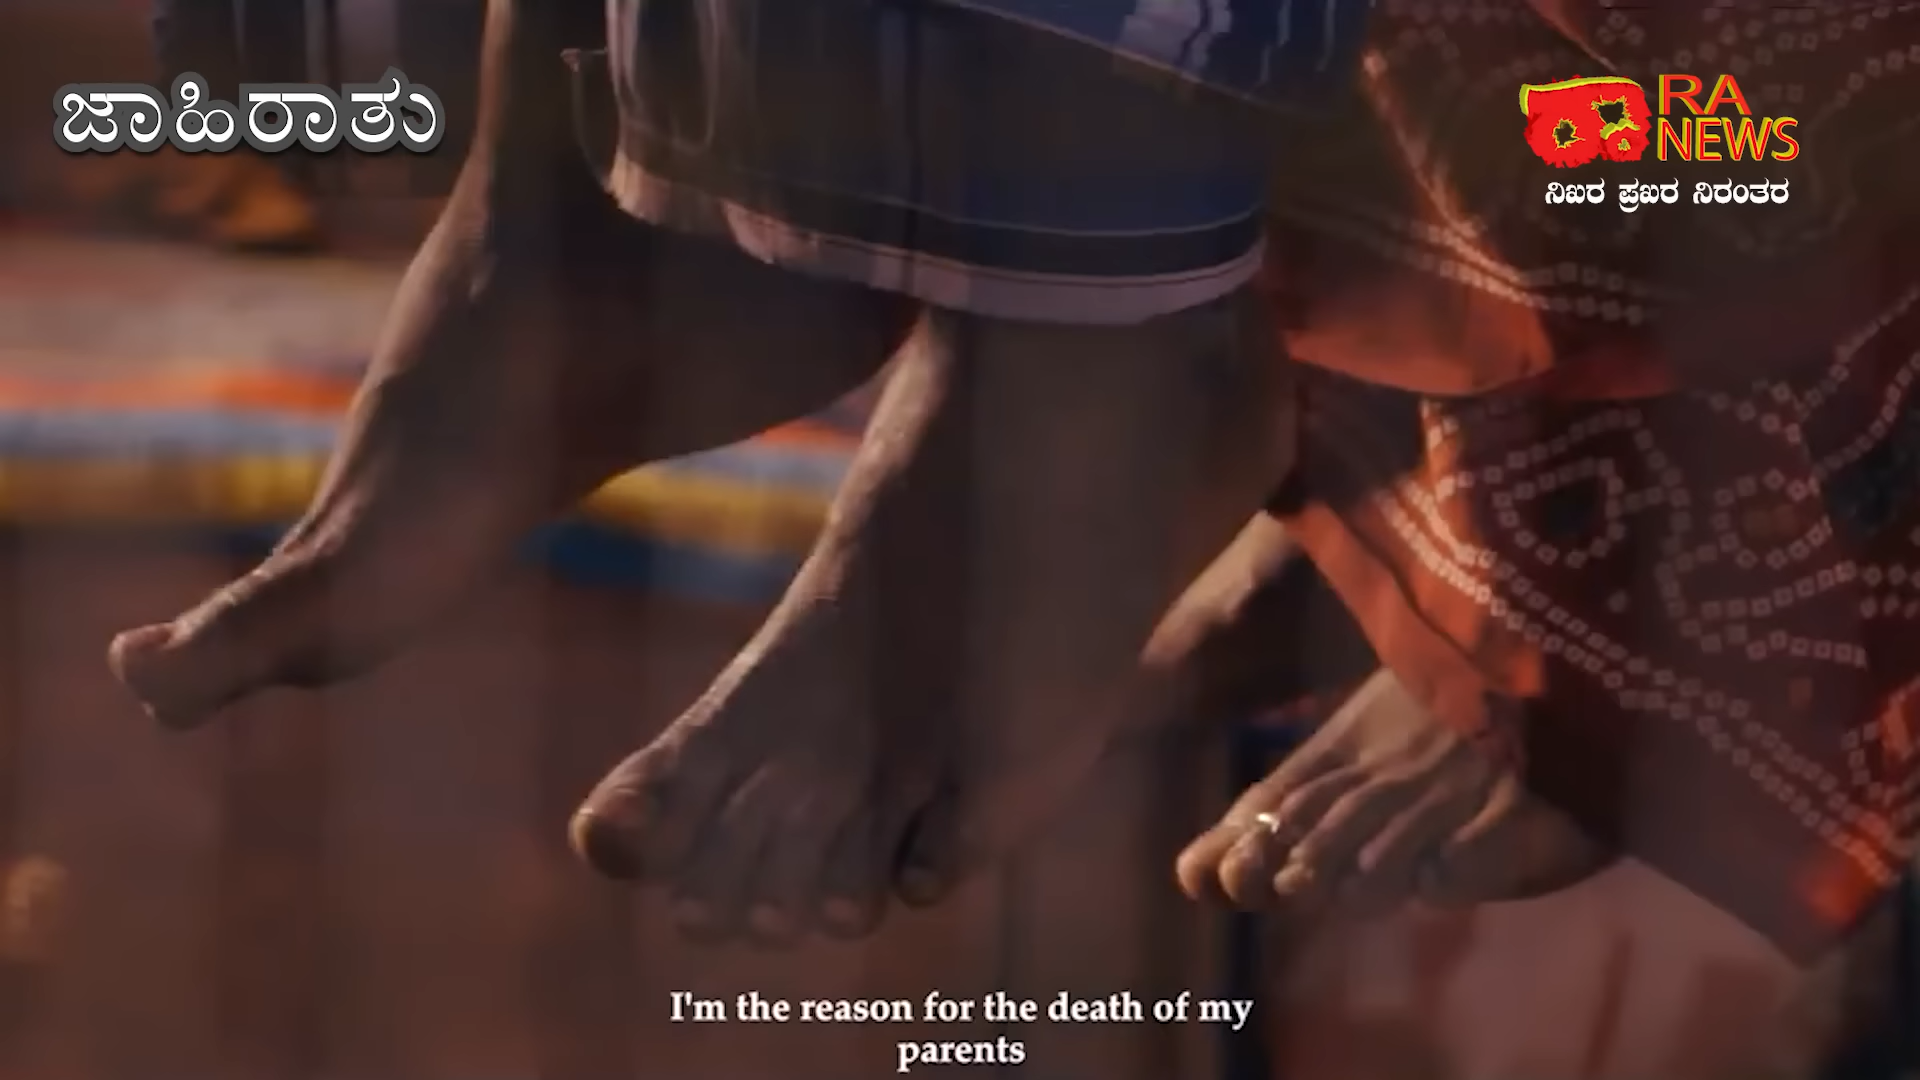 ಜಾಹಿರಾತು
RA
NEWS
ನಿಖರ ಪ್ರಖರ ನಿರಂತರ
I'm the reason for the death of my
parents